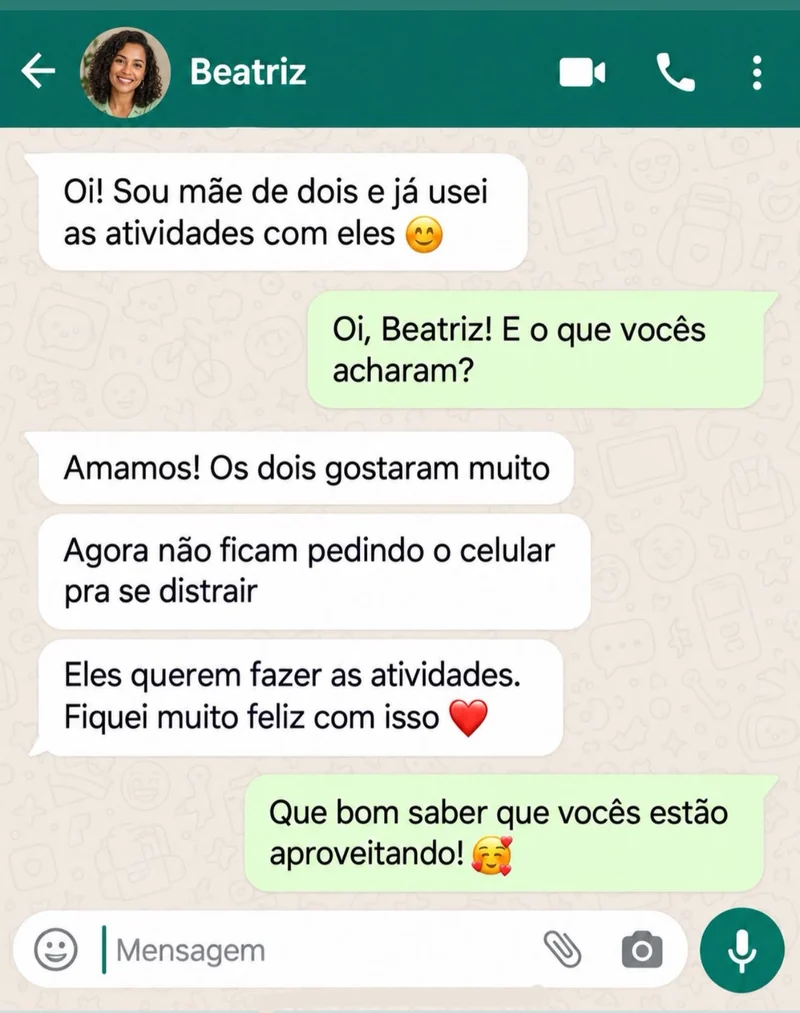 Beatriz
Oi! Sou mãe de dois e já usei
as atividades com eles 😊
Oi, Beatriz! E o que vocês
acharam?
Amamos! Os dois gostaram muito
Agora não ficam pedindo o celular
pra se distrair
Eles querem fazer as atividades.
Fiquei muito feliz com isso ❤️
Que bom saber que vocês estão
aproveitando! 🥰
Mensagem